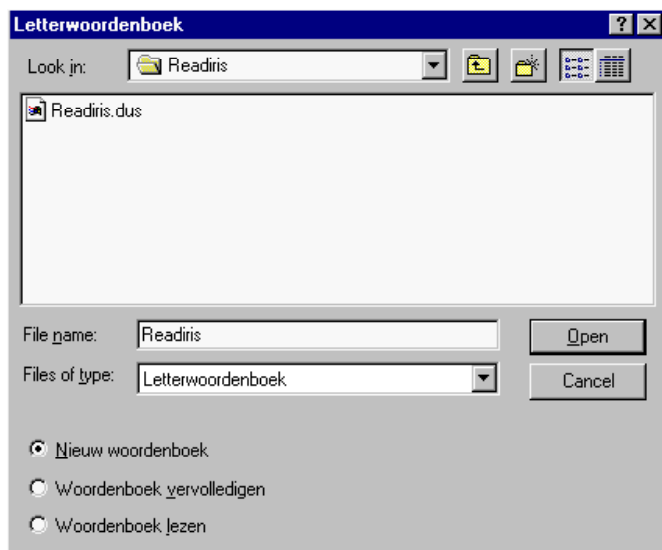 Letterwoordenboek
Look in: Readiris
Readiris.dus
File name: Readiris Open
Files of type: Letterwoordenboek Cancel
Nieuw woordenboek
Woordenboek vervolledigen
Woordenboek lezen